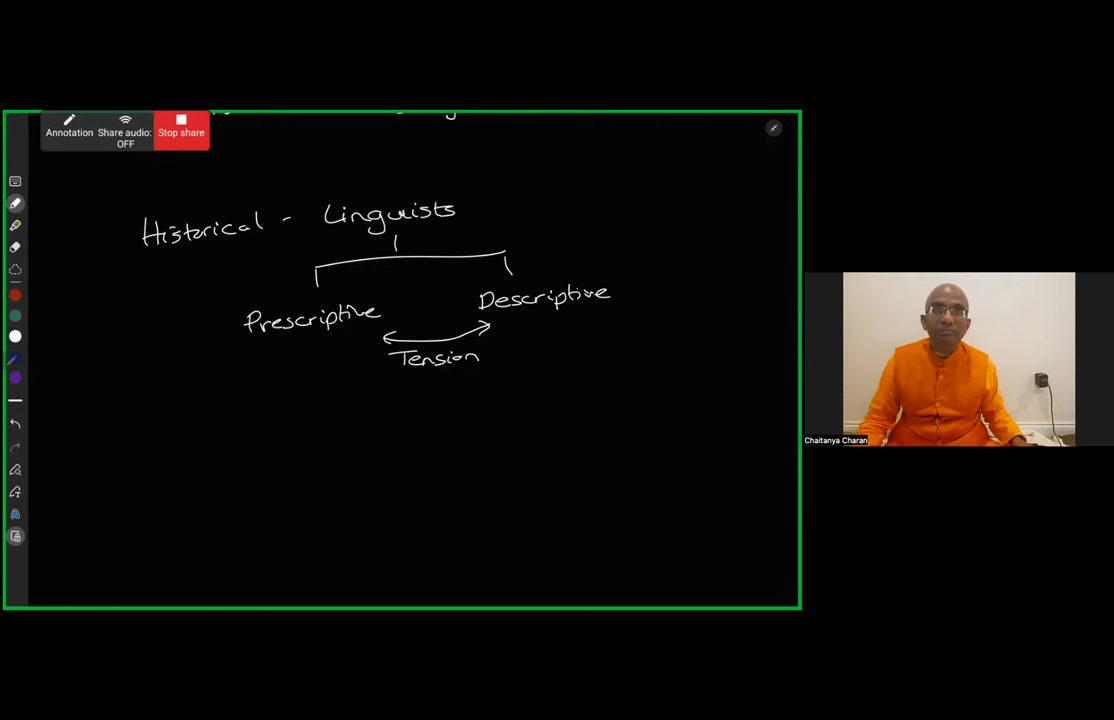 Annotation
Share audio:
OFF
Stop share
Historical - Linguists
Prescriptive
Descriptive
Tension
Chaitanya Charan